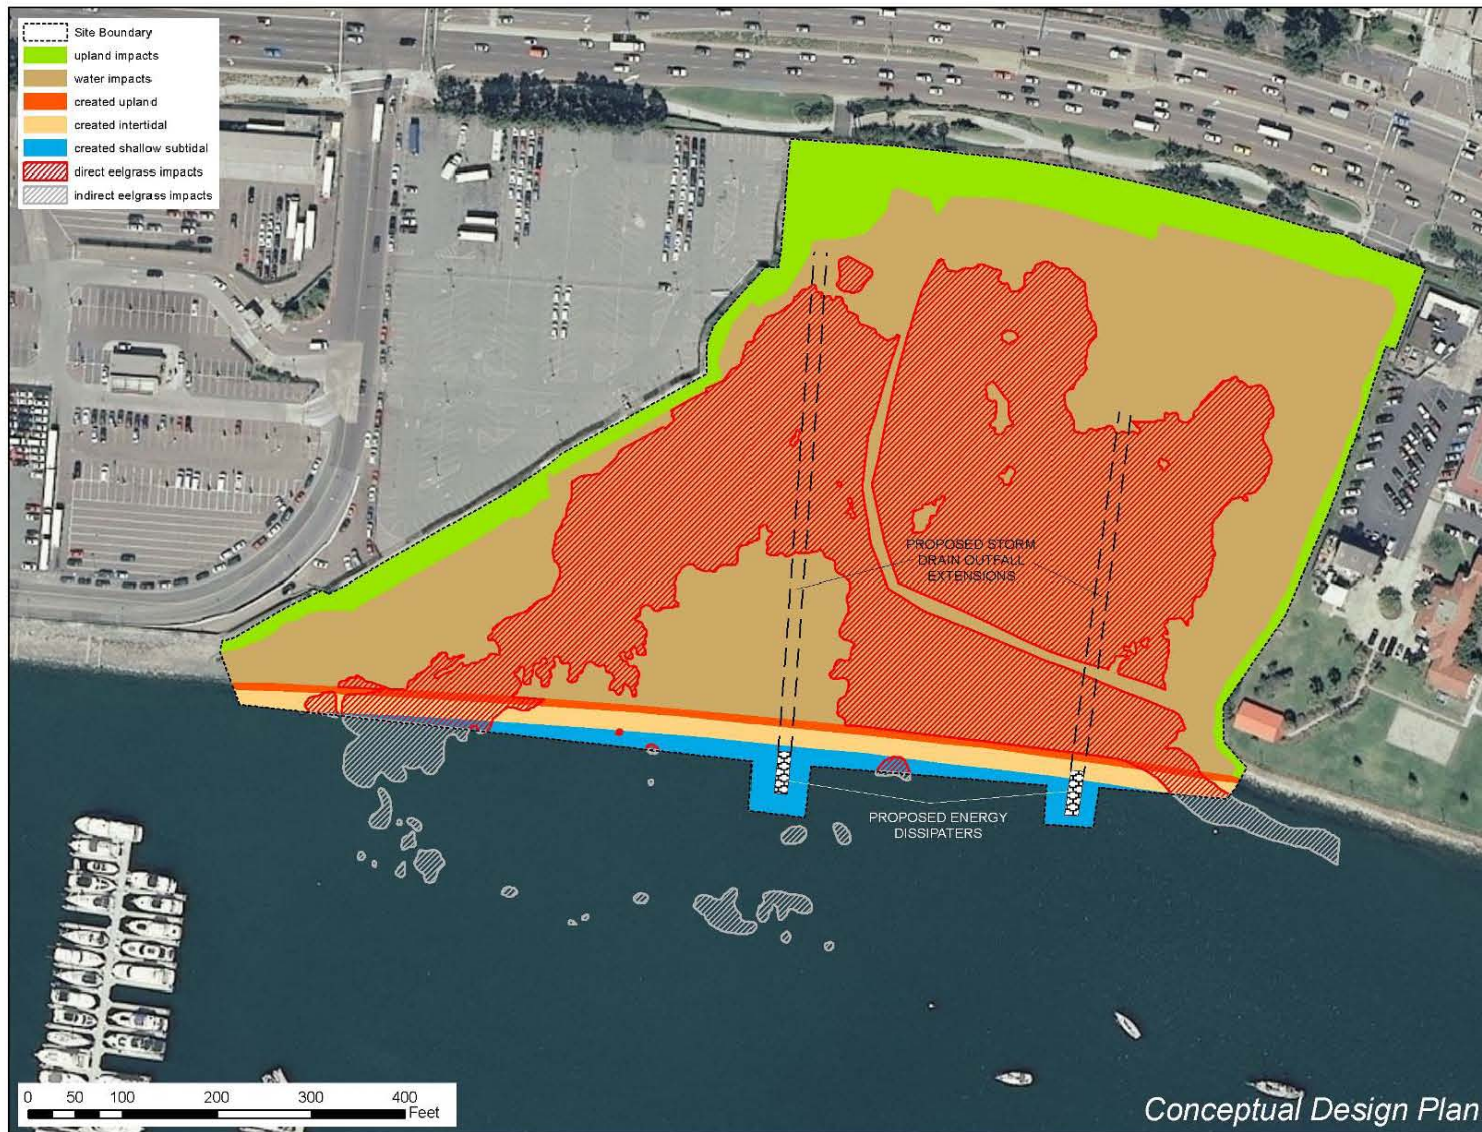 Site Boundary
upland impacts
water impacts
created upland
created intertidal
created shallow subtidal
direct eelgrass impacts
indirect eelgrass impacts
PROPOSED STORM
DRAIN OUTFALL
EXTENSIONS
PROPOSED ENERGY
DISSIPATERS
0 50 100 200 300 400
Feet
Conceptual Design Plan